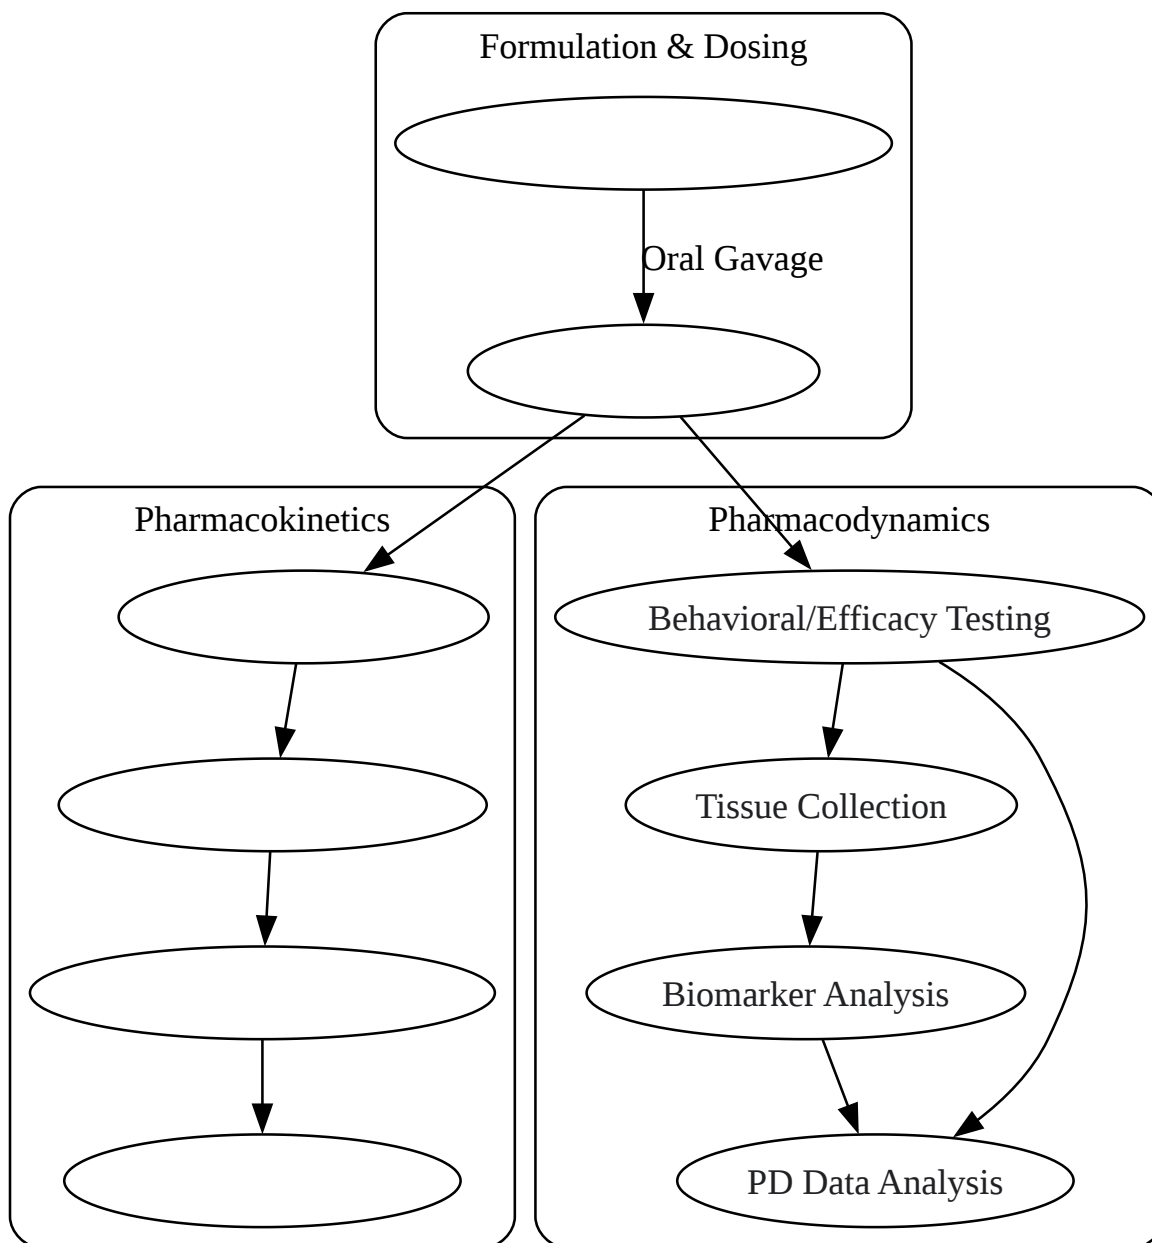 Formulation & Dosing
Oral Gavage
Pharmacokinetics
Pharmacodynamics
Behavioral/Efficacy Testing
Tissue Collection
Biomarker Analysis
PD Data Analysis